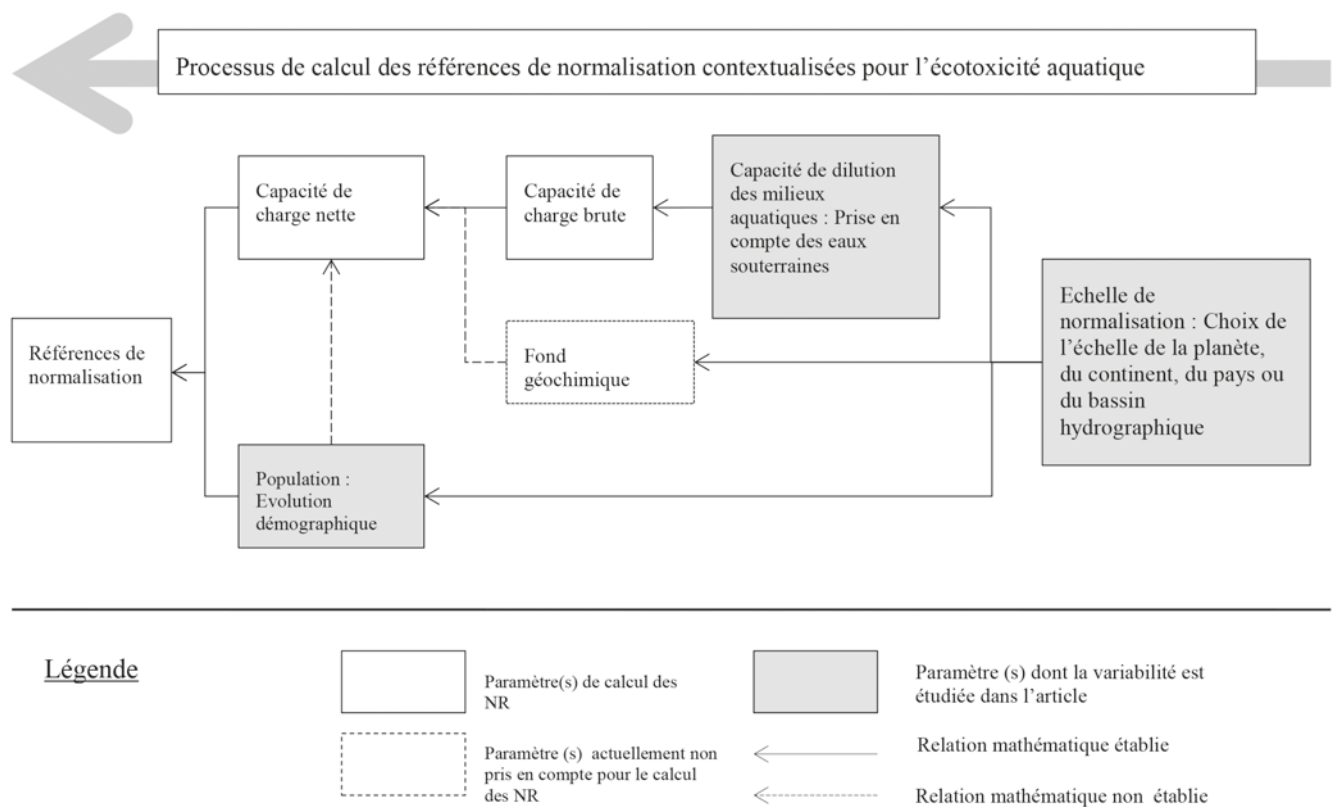 Processus de calcul des références de normalisation contextualisées pour l'écotoxicité aquatique
Capacité de
charge nette
Capacité de
charge brute
Capacité de dilution
des milieux
aquatiques : Prise en
compte des eaux
souterraines
Echelle de
normalisation : Choix de
l'échelle de la planète,
du continent, du pays ou
du bassin
hydrographique
Références de
normalisation
Fond
géochimique
Population :
Evolution
démographique
Légende
Paramètre(s) de calcul des
NR
Paramètre (s) dont la variabilité est
étudiée dans l'article
Paramètre (s) actuellement non
pris en compte pour le calcul
des NR
Relation mathématique établie
Relation mathématique non établie